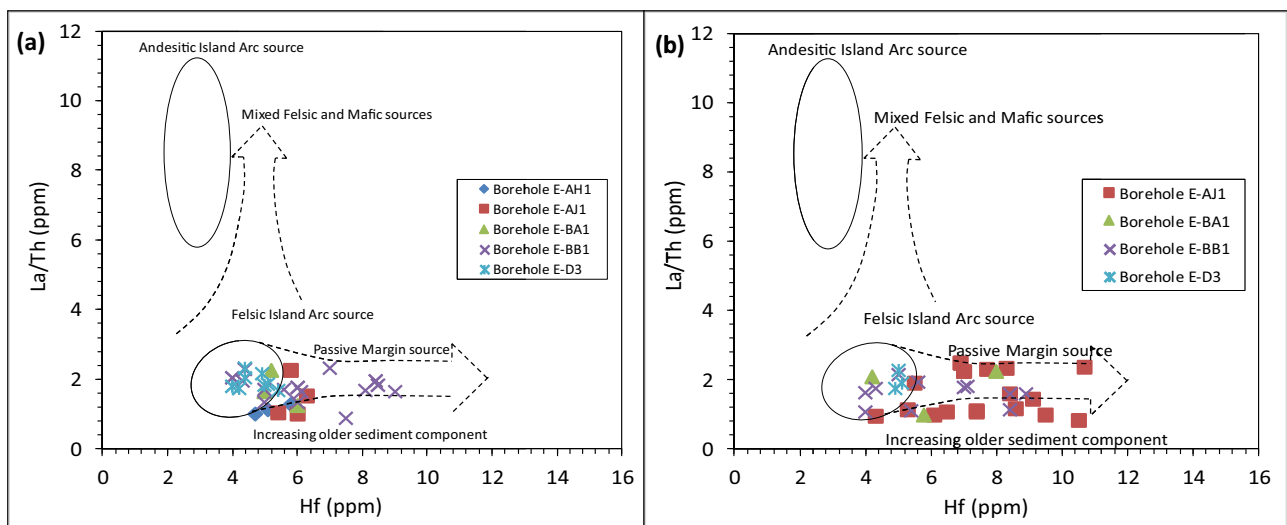 (a)
12
10
8
6
4
2
0
La/Th (ppm)
Andesitic Island Arc source
Mixed Felsic and Mafic sources
Borehole E-AH1
Borehole E-AJ1
Borehole E-BA1
Borehole E-BB1
Borehole E-D3
Felsic Island Arc source
Passive Margin source
Increasing older sediment component
0 2 4 6 8 10 12 14 16
Hf (ppm)
(b)
12
10
8
6
4
2
0
La/Th (ppm)
Andesitic Island Arc source
Mixed Felsic and Mafic sources
Borehole E-AJ1
Borehole E-BA1
Borehole E-BB1
Borehole E-D3
Felsic Island Arc source
Passive Margin source
Increasing older sediment component
0 2 4 6 8 10 12 14 16
Hf (ppm)